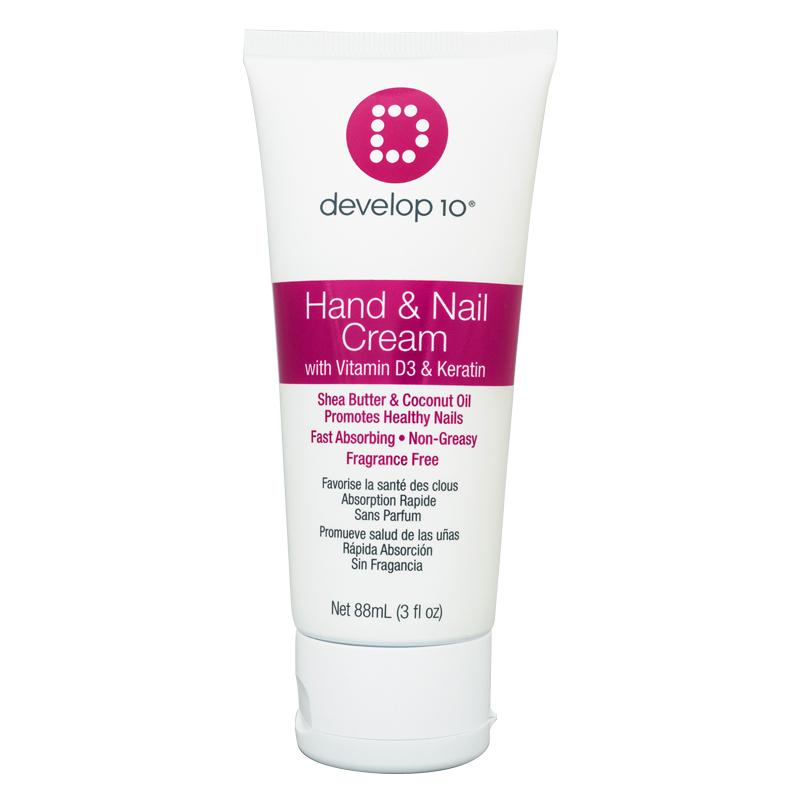 D
develop 10®
Hand & Nail
Cream
with Vitamin D3 & Keratin
Shea Butter & Coconut Oil
Promotes Healthy Nails
Fast Absorbing • Non-Greasy
Fragrance Free
Favorise la santé des clous
Absorption Rapide
Sans Parfum
Promueve salud de las uñas
Rápida Absorción
Sin Fragancia
Net 88mL (3 fl oz)